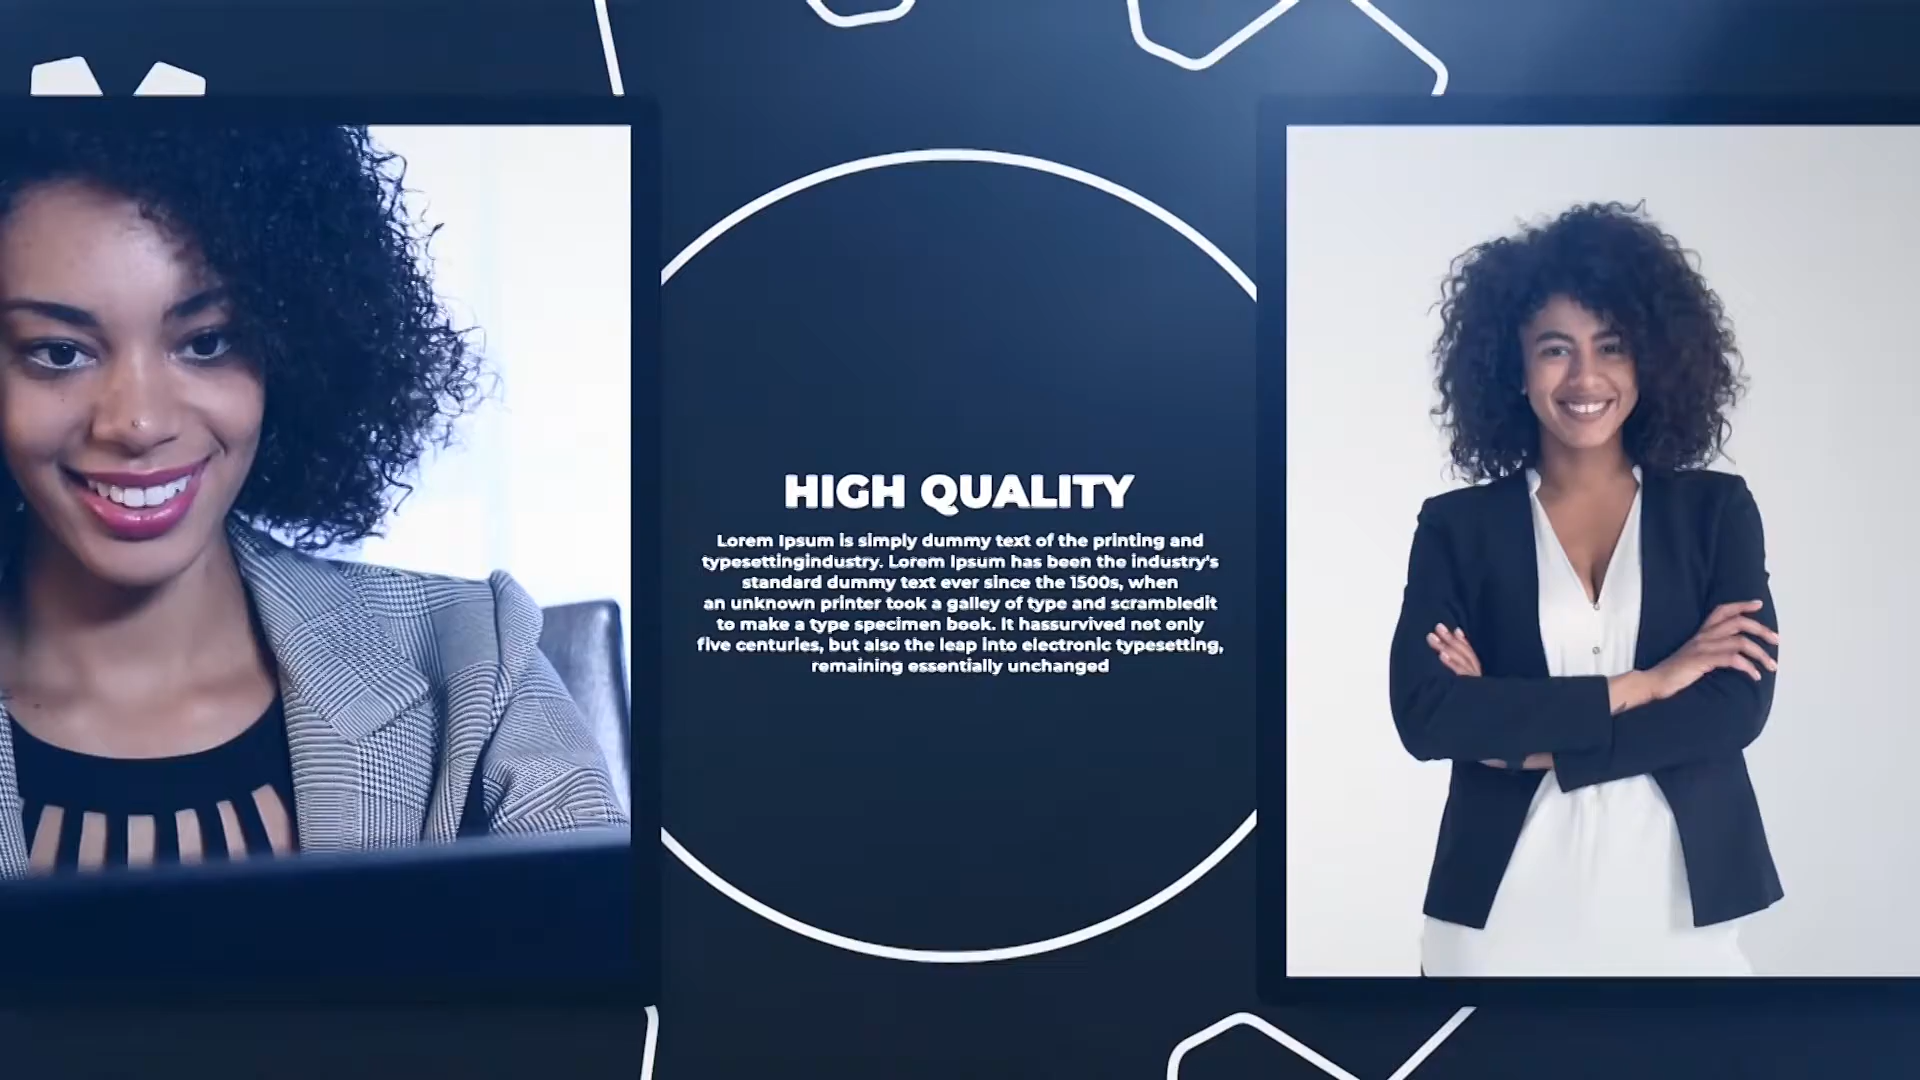 HIGH QUALITY
Lorem Ipsum is simply dummy text of the printing and
typesettingindustry. Lorem Ipsum has been the industry's
standard dummy text ever since the 1500s, when
an unknown printer took a galley of type and scrambledit
to make a type specimen book. It hassurvived not only
five centuries, but also the leap into electronic typesetting,
remaining essentially unchanged